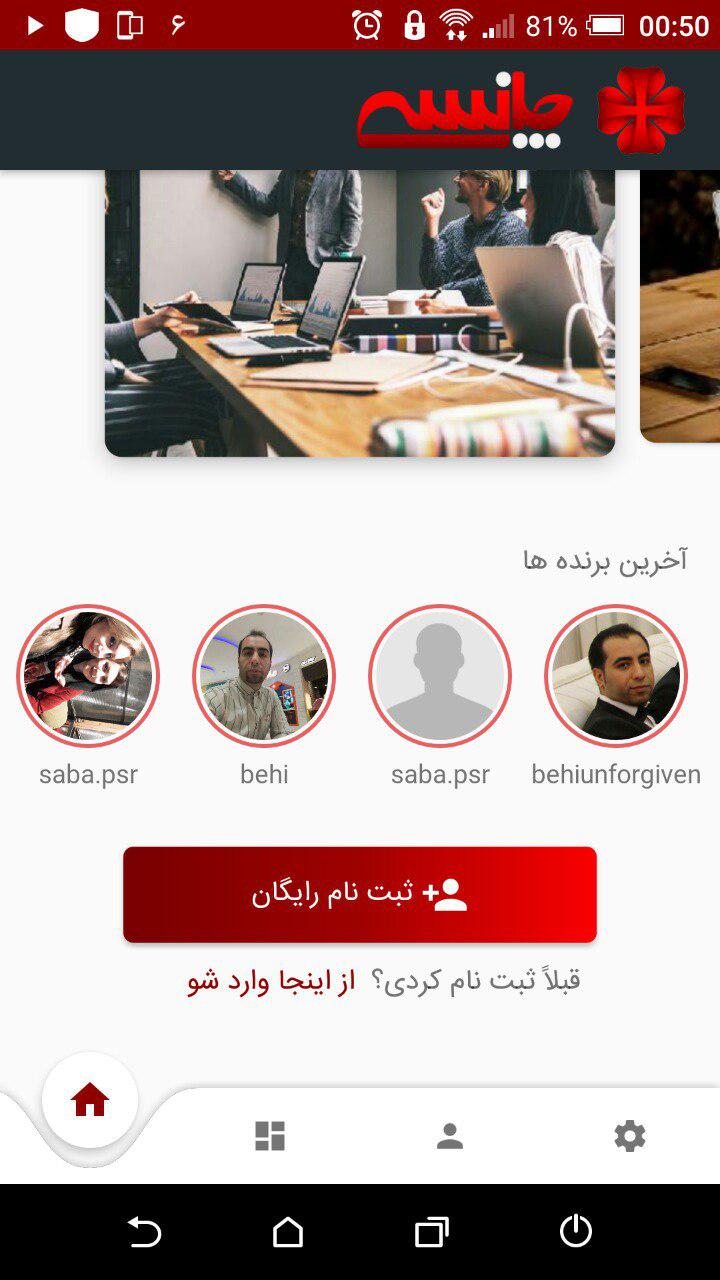 ۶
81%
00:50
چانسه
آخرین برنده ها
saba.psr
behi
saba.psr
behiunforgiven
ثبت نام رایگان
قبلاً ثبت نام کردی؟ از اینجا وارد شو